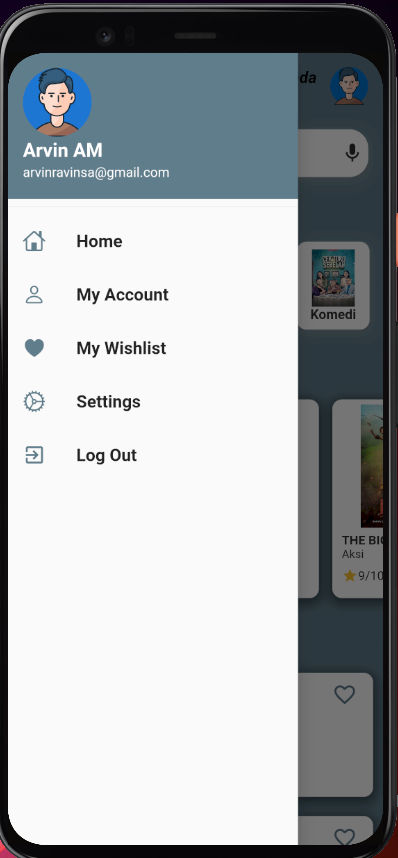 da
Arvin AM
arvinravinsa@gmail.com
Home
My Account
My Wishlist
Settings
Log Out
Komedi
THE BI
Aksi
9/10